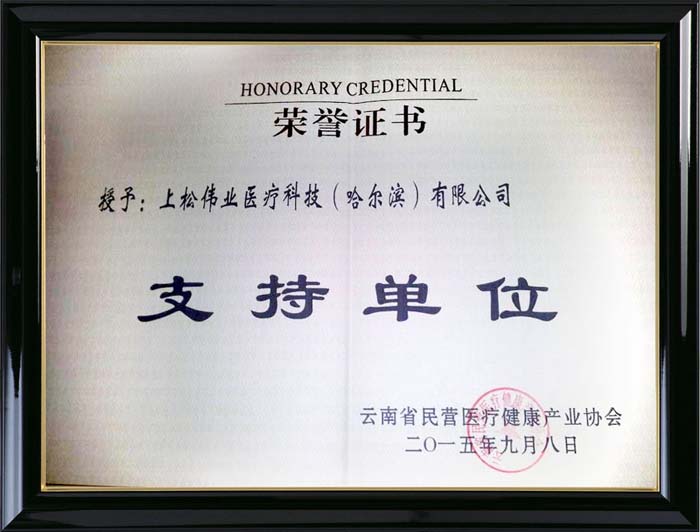 HONORARY CREDENTIAL
荣誉证书
授予：上松伟业医疗科技（哈尔滨）有限公司
支持单位
云南省民营医疗健康产业协会
二〇一五年九月八日